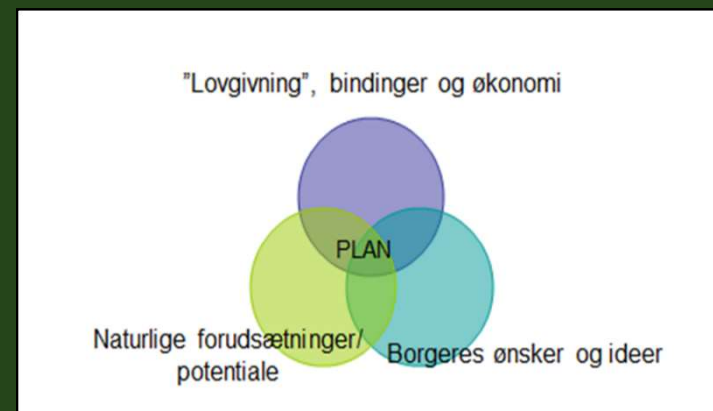 ”Lovgivning”, bindinger og økonomi
PLAN
Naturlige forudsætninger/
potentiale
Borgeres ønsker og ideer